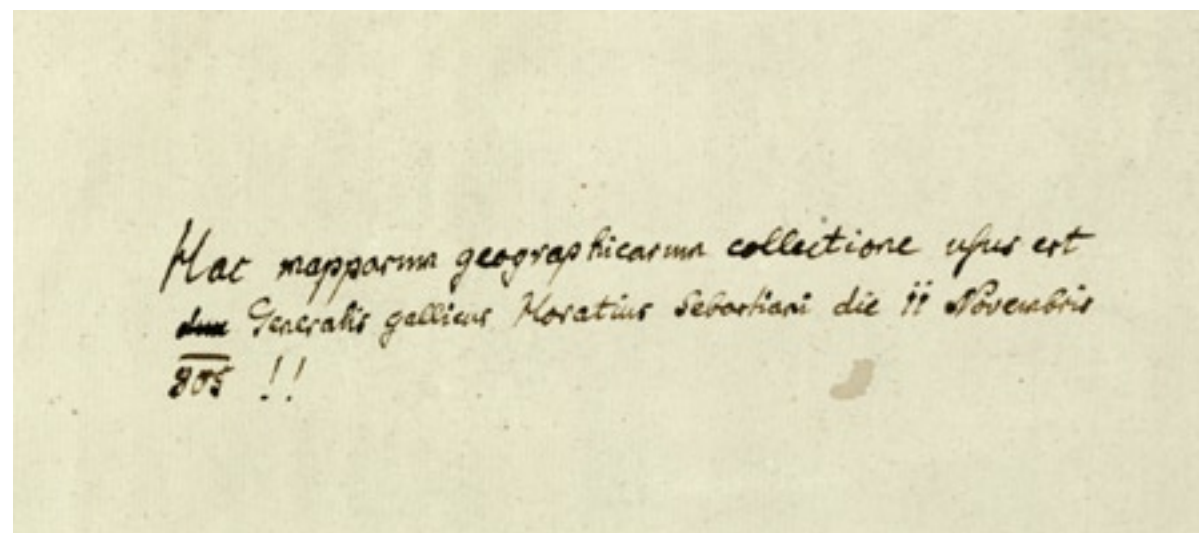 Hac mapparum geographicarum collectione usus est
Generalis gallicus Horatius Sebastiani die 11 Novembris
805 !!